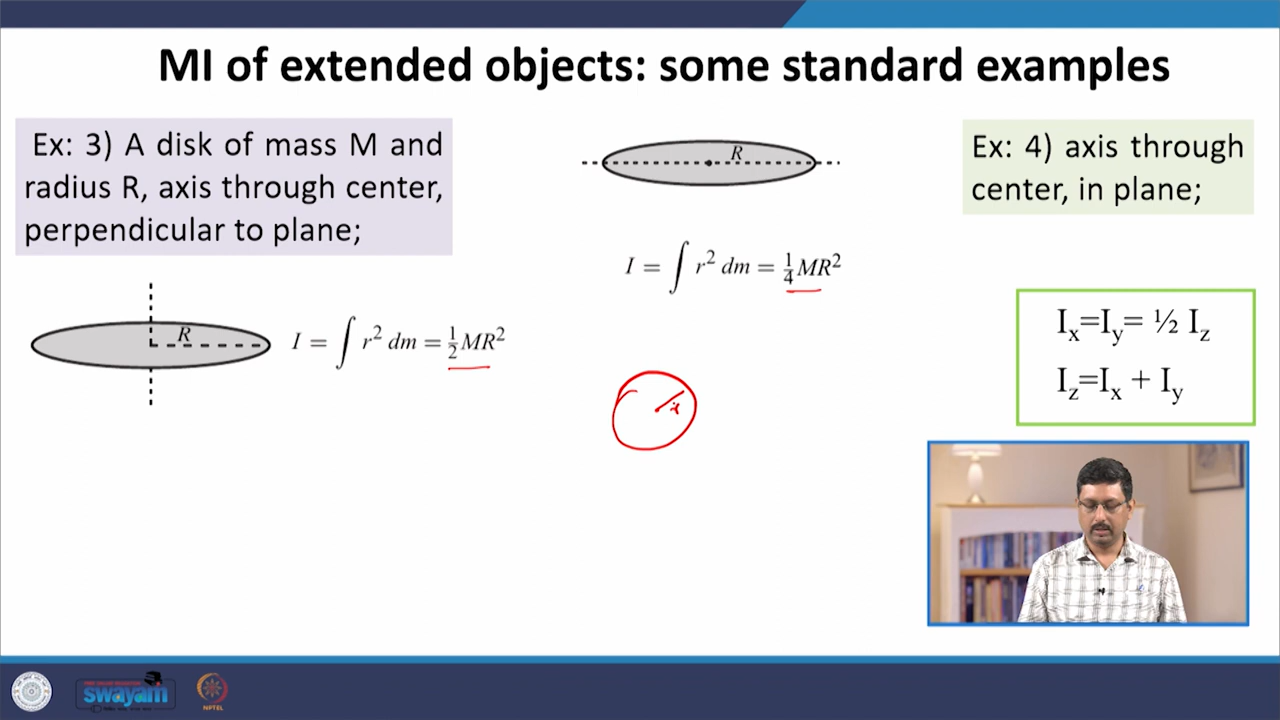 MI of extended objects: some standard examples
Ex: 3) A disk of mass M and
radius R, axis through center,
perpendicular to plane;
R
I = ∫ r² dm = ½MR²
R
I = ∫ r² dm = ¼MR²
Ex: 4) axis through
center, in plane;
Iₓ=I_y= ½ I_z
I_z=Iₓ + I_y
swayam
NPTEL